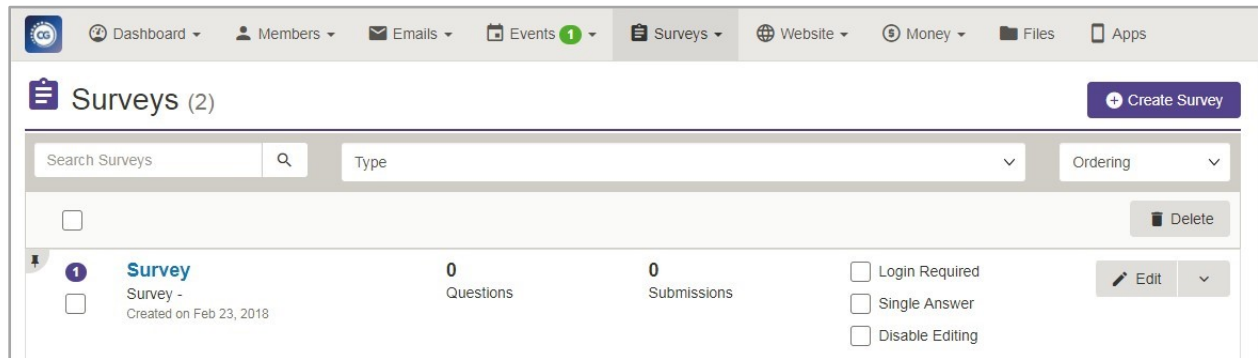 CG Dashboard Members Emails Events 1 Surveys Website Money Files Apps
Surveys (2) Create Survey
Search Surveys Type Ordering
Delete
1 Survey 0 0 Login Required Edit
Survey - Questions Submissions Single Answer
Created on Feb 23, 2018 Disable Editing